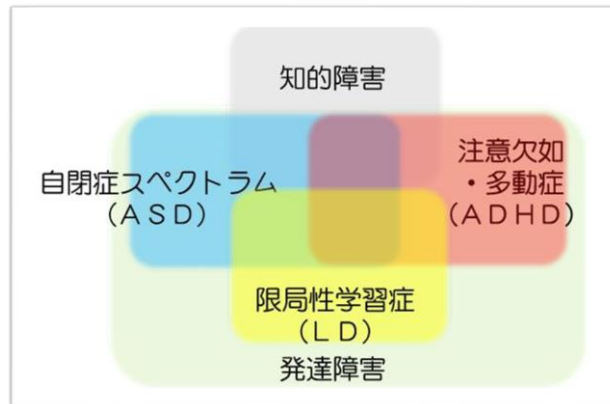 知的障害
自閉症スペクトラム
（ＡＳＤ）
注意欠如
・多動症
（ＡＤＨＤ）
限局性学習症
（ＬＤ）
発達障害